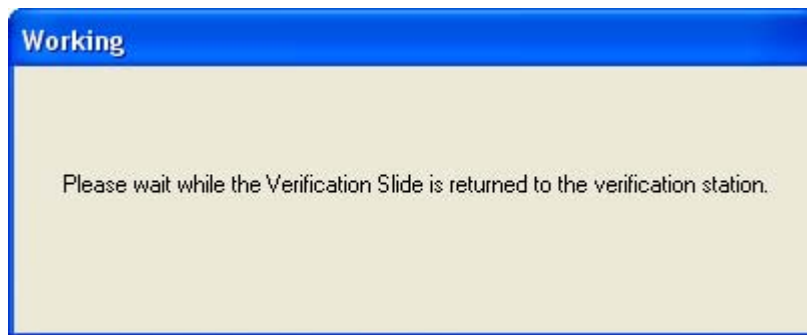 Working
Please wait while the Verification Slide is returned to the verification station.